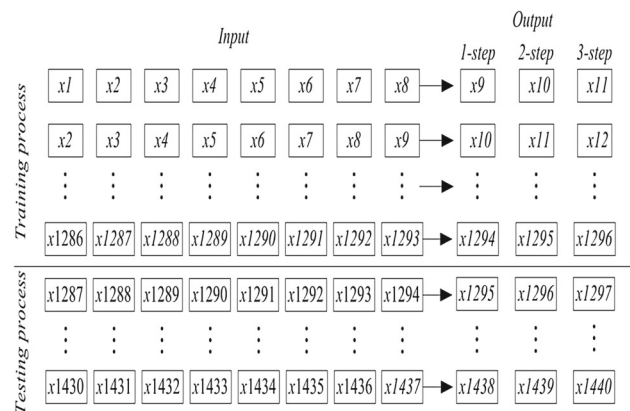 Input
Output
1-step 2-step 3-step
Training process
x1 x2 x3 x4 x5 x6 x7 x8 x9 x10 x11
x2 x3 x4 x5 x6 x7 x8 x9 x10 x11 x12
x1286 x1287 x1288 x1289 x1290 x1291 x1292 x1293 x1294 x1295 x1296
Testing process
x1287 x1288 x1289 x1290 x1291 x1292 x1293 x1294 x1295 x1296 x1297
x1430 x1431 x1432 x1433 x1434 x1435 x1436 x1437 x1438 x1439 x1440